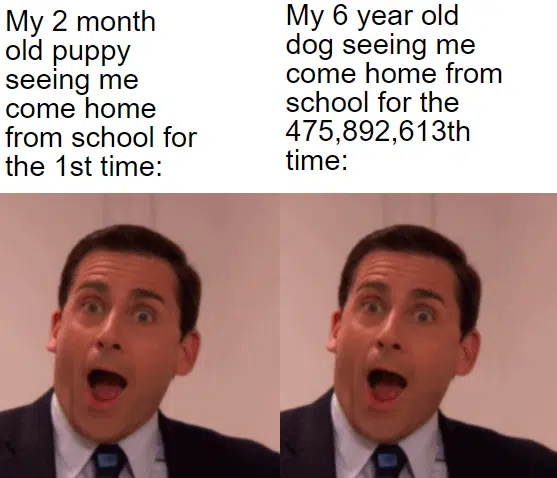 My 2 month
old puppy
seeing me
come home
from school for
the 1st time:
My 6 year old
dog seeing me
come home from
school for the
475,892,613th
time: